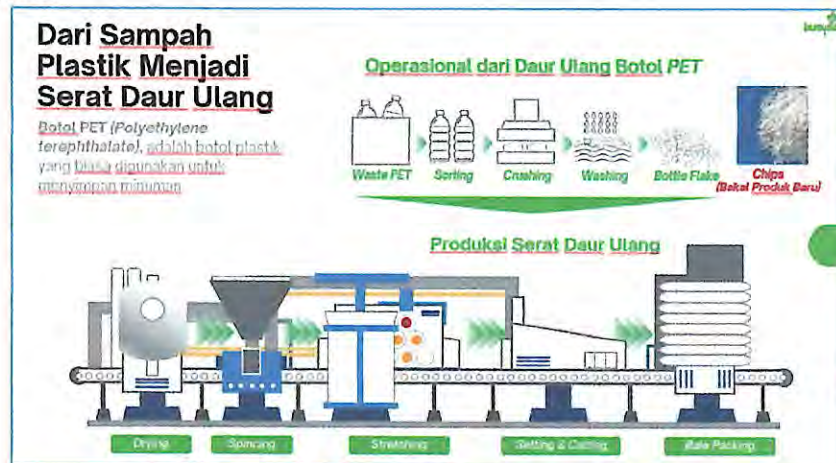 Dari Sampah
Plastik Menjadi
Serat Daur Ulang
Botol PET (Polyethylene
terephthalate), adalah botol plastik
yang biasa digunakan untuk
menyimpan minuman
Operasional dari Daur Ulang Botol PET
Waste PET
Sorting
Crushing
Washing
Bottle Flake
Chips
(Bakal Produk Baru)
Produksi Serat Daur Ulang
Drying
Spinning
Stretching
Setting & Cutting
Bale Packing